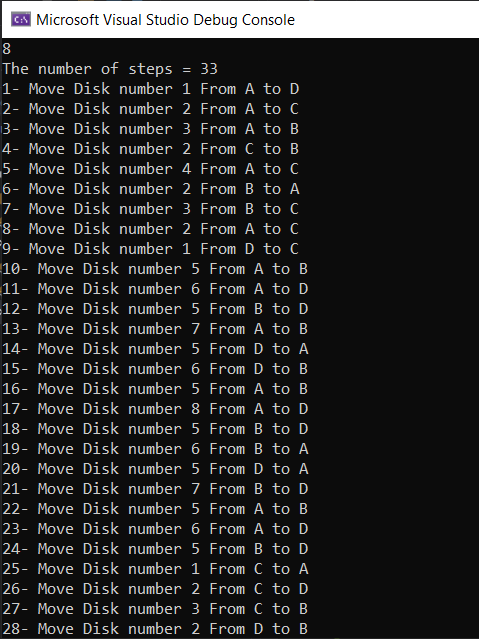 C:\ Microsoft Visual Studio Debug Console
8
The number of steps = 33
1- Move Disk number 1 From A to D
2- Move Disk number 2 From A to C
3- Move Disk number 3 From A to B
4- Move Disk number 2 From C to B
5- Move Disk number 4 From A to C
6- Move Disk number 2 From B to A
7- Move Disk number 3 From B to C
8- Move Disk number 2 From A to C
9- Move Disk number 1 From D to C
10- Move Disk number 5 From A to B
11- Move Disk number 6 From A to D
12- Move Disk number 5 From B to D
13- Move Disk number 7 From A to B
14- Move Disk number 5 From D to A
15- Move Disk number 6 From D to B
16- Move Disk number 5 From A to B
17- Move Disk number 8 From A to D
18- Move Disk number 5 From B to D
19- Move Disk number 6 From B to A
20- Move Disk number 5 From D to A
21- Move Disk number 7 From B to D
22- Move Disk number 5 From A to B
23- Move Disk number 6 From A to D
24- Move Disk number 5 From B to D
25- Move Disk number 1 From C to A
26- Move Disk number 2 From C to D
27- Move Disk number 3 From C to B
28- Move Disk number 2 From D to B